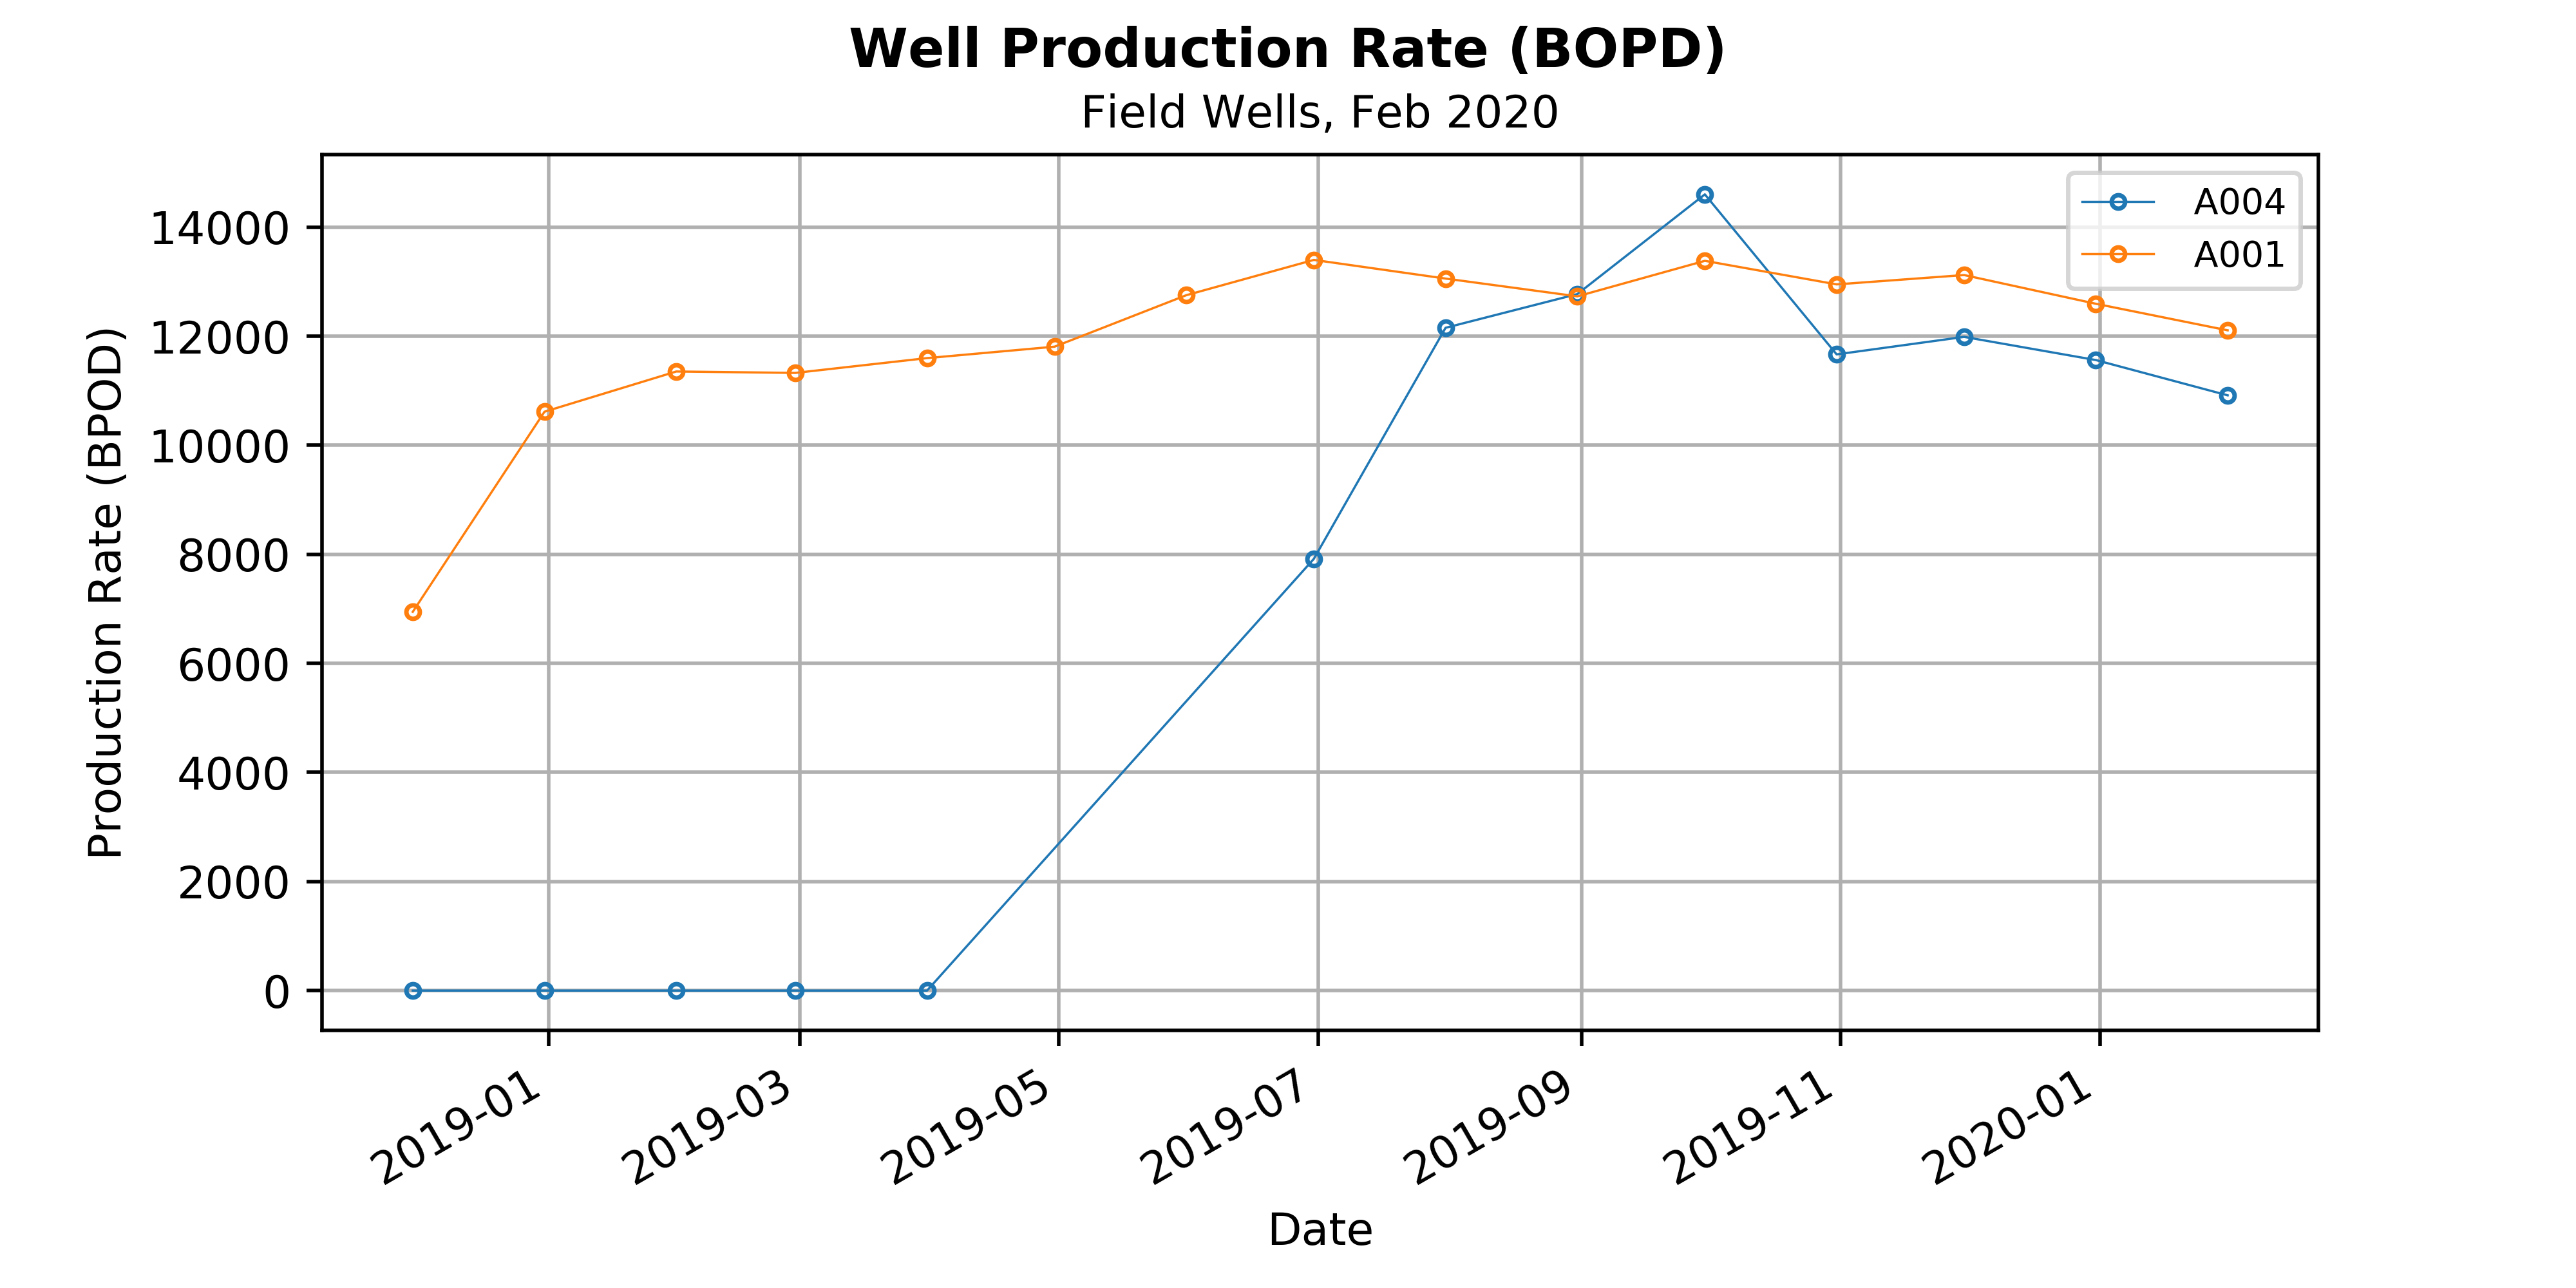 Well Production Rate (BOPD)
Field Wells, Feb 2020
A004
A001
Production Rate (BPOD)
14000
12000
10000
8000
6000
4000
2000
0
2019-01
2019-03
2019-05
2019-07
2019-09
2019-11
2020-01
Date